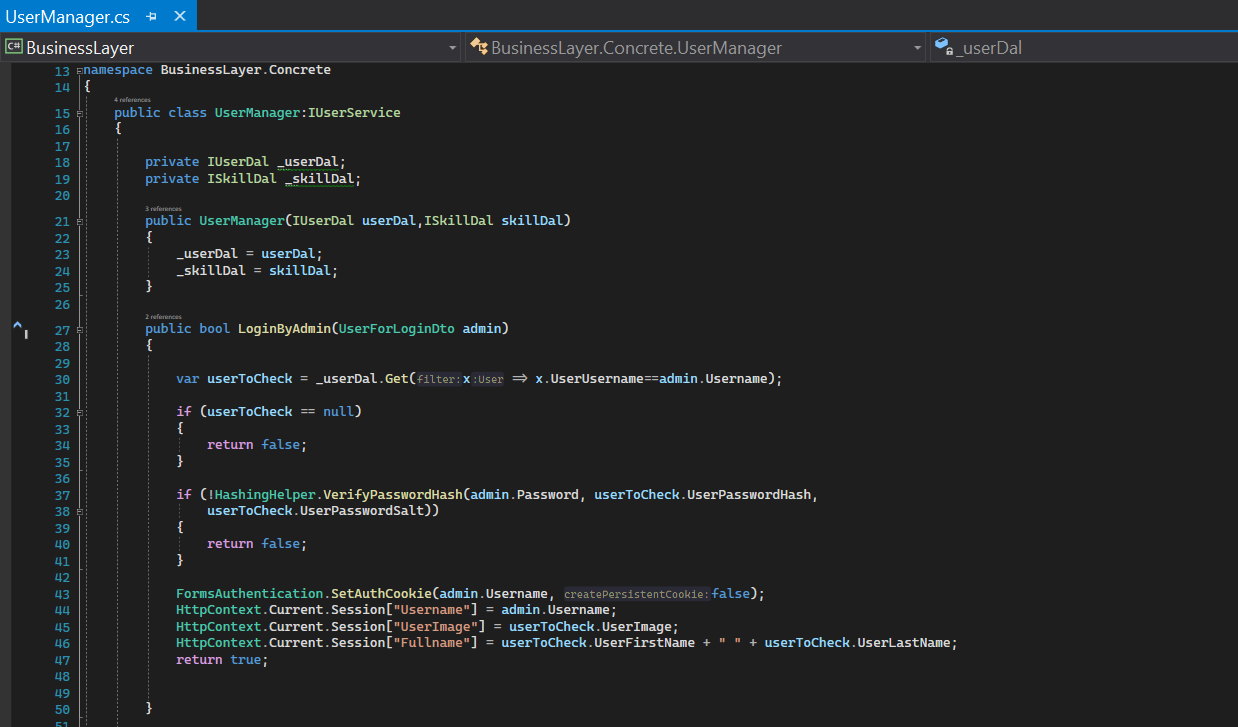 UserManager.cs
C# BusinessLayer
BusinessLayer.Concrete.UserManager
_userDal
13 namespace BusinessLayer.Concrete
14 {
4 references
15 public class UserManager:IUserService
16 {
17
18 private IUserDal _userDal;
19 private ISkillDal _skillDal;
20
3 references
21 public UserManager(IUserDal userDal,ISkillDal skillDal)
22 {
23 _userDal = userDal;
24 _skillDal = skillDal;
25 }
26
2 references
27 public bool LoginByAdmin(UserForLoginDto admin)
28 {
29
30 var userToCheck = _userDal.Get(filter:x:User => x.UserUsername==admin.Username);
31
32 if (userToCheck == null)
33 {
34 return false;
35 }
36
37 if (!HashingHelper.VerifyPasswordHash(admin.Password, userToCheck.UserPasswordHash,
38 userToCheck.UserPasswordSalt))
39 {
40 return false;
41 }
42
43 FormsAuthentication.SetAuthCookie(admin.Username, createPersistentCookie:false);
44 HttpContext.Current.Session["Username"] = admin.Username;
45 HttpContext.Current.Session["UserImage"] = userToCheck.UserImage;
46 HttpContext.Current.Session["Fullname"] = userToCheck.UserFirstName + " " + userToCheck.UserLastName;
47 return true;
48
49
50 }
51